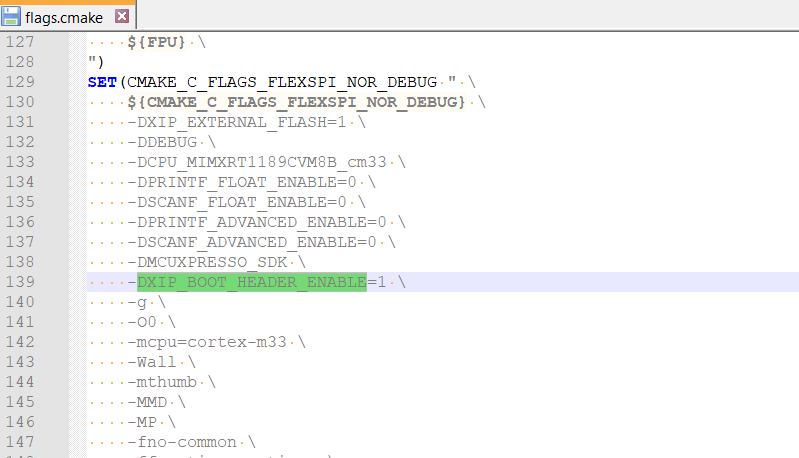 flags.cmake
127 ${FPU} \
128 ")
129 SET(CMAKE_C_FLAGS_FLEXSPI_NOR_DEBUG " \
130 ${CMAKE_C_FLAGS_FLEXSPI_NOR_DEBUG} \
131 -DXIP_EXTERNAL_FLASH=1 \
132 -DDEBUG \
133 -DCPU_MIMXRT1189CVM8B_cm33 \
134 -DPRINTF_FLOAT_ENABLE=0 \
135 -DSCANF_FLOAT_ENABLE=0 \
136 -DPRINTF_ADVANCED_ENABLE=0 \
137 -DSCANF_ADVANCED_ENABLE=0 \
138 -DMCUXPRESSO_SDK \
139 -DXIP_BOOT_HEADER_ENABLE=1 \
140 -g \
141 -O0 \
142 -mcpu=cortex-m33 \
143 -Wall \
144 -mthumb \
145 -MMD \
146 -MP \
147 -fno-common \